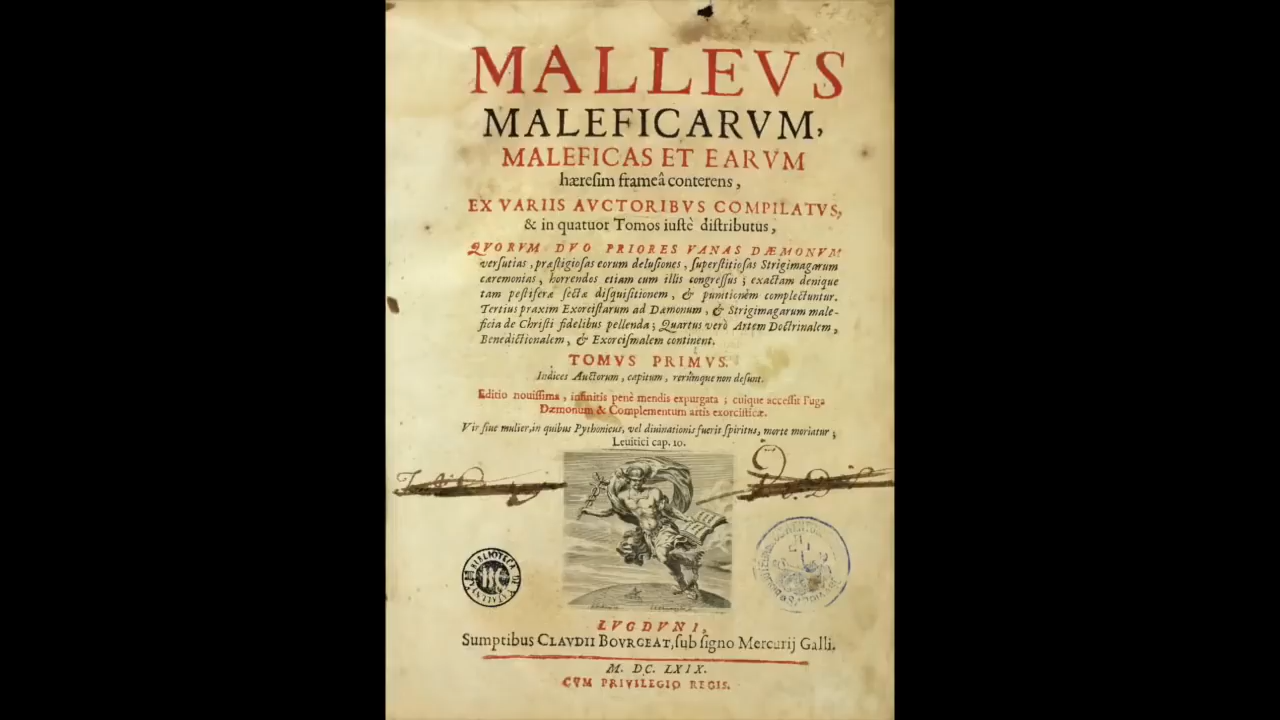 MALLEVS
MALEFICARVM,
MALEFICAS ET EARVM
hæreſim frameâ conterens,
EX VARIIS AVCTORIBVS COMPILATVS,
& in quatuor Tomos iuſtè diſtributus,
QVORVM DVO PRIORES VANAS DÆMONVM
verſutias, præſtigioſas eorum deluſiones, ſuperſtitioſas Strigimagarum
cæremonias, horrendos etiam cum illis congreſſus; exactam denique
tam peſtiferæ ſectæ diſquiſitionem, & punitionem complectuntur.
Tertius praxim Exorciſtarum ad Dæmonum, & Strigimagarum male-
ficia de Chriſti fidelibus pellenda; Quartus verò Artem Doctrinalem,
Benedictionalem, & Exorciſmalem continent.
TOMVS PRIMVS.
Indices Auctorum, capitum, rerúmque non deſunt.
Editio nouiſſima, infinitis penè mendis expurgata; cuique acceſſit Fuga
Dæmonum & Complementum artis exorciſticæ.
Vir ſiue mulier, in quibus Pythonicus, vel diuinationis fuerit ſpiritus, morte moriatur;
Leuitici cap. 10.
BIBLIOTECA DE CATALUNYA
BC
LVGDVNI,
Sumptibus CLAVDII BOVRGEAT, ſub ſigno Mercurij Galli.
M. DC. LXIX.
CVM PRIVILEGIO REGIS.